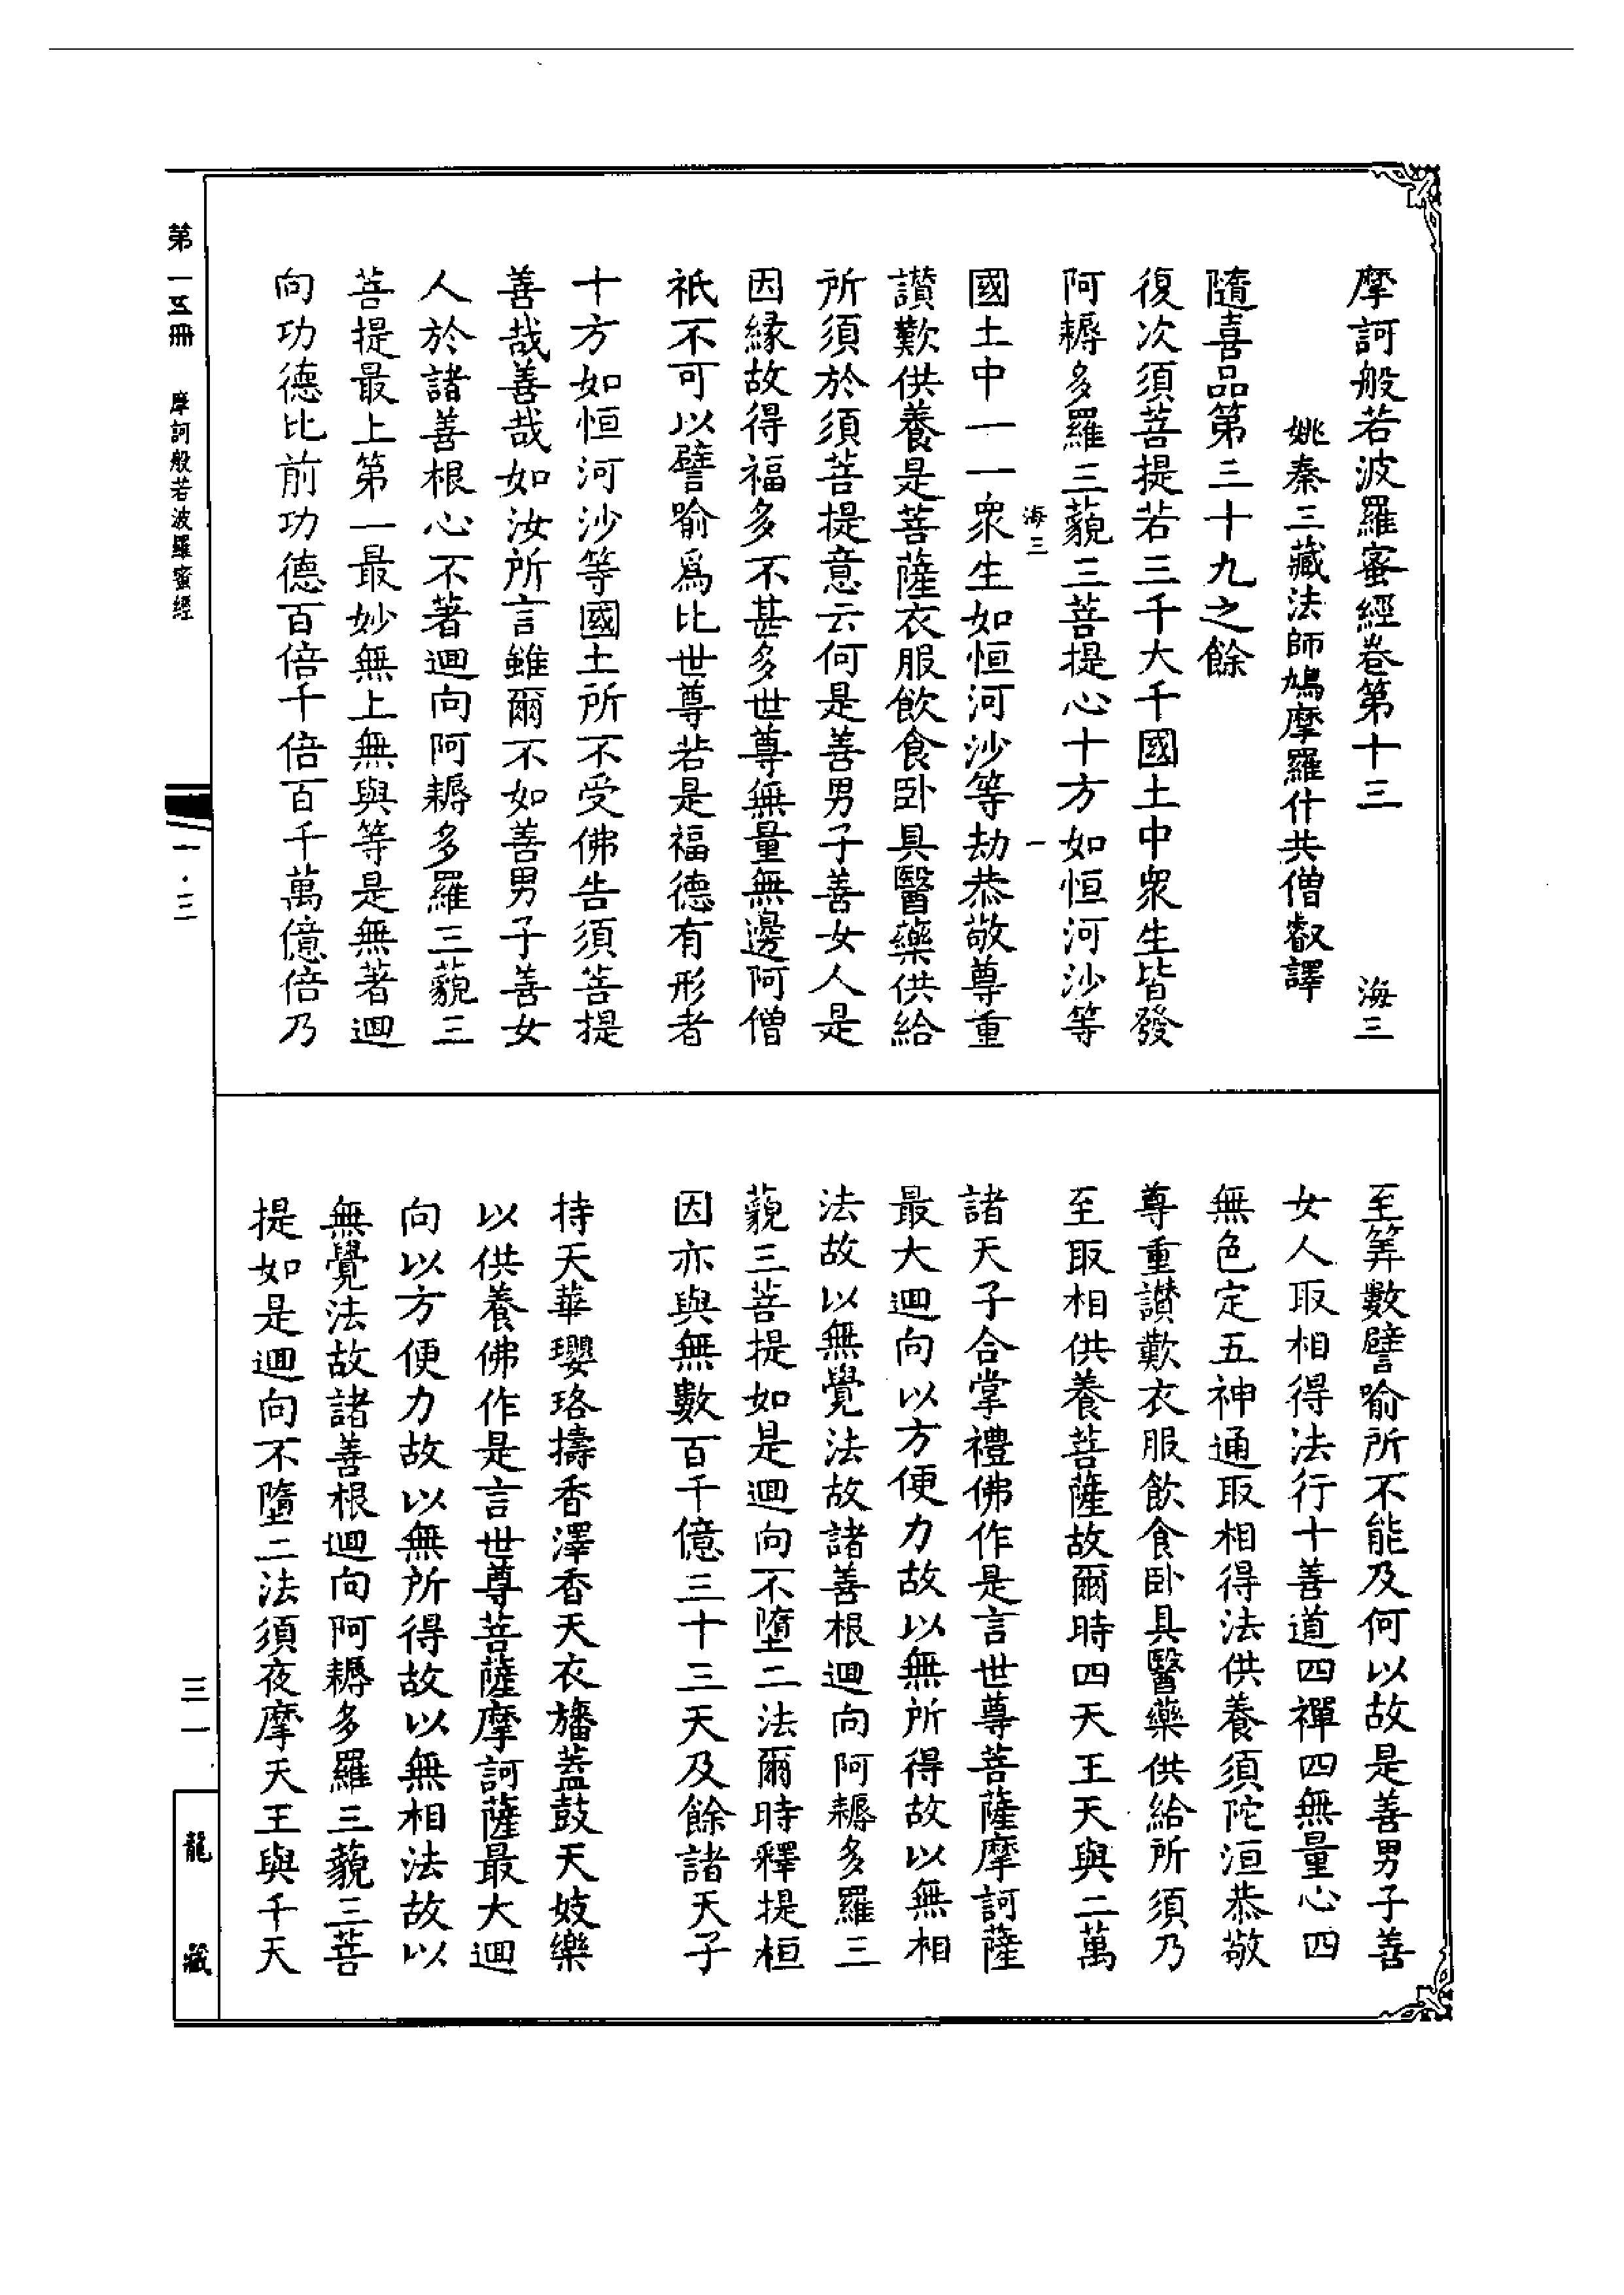 摩訶般若波羅蜜經卷第十三 海三
姚秦三藏法師鳩摩羅什共僧叡譯
隨喜品第三十九之餘
復次須菩提若三千大千國土中衆生皆發
阿耨多羅三藐三菩提心十方如恒河沙等
海三 一
國土中一一衆生如恒河沙等劫恭敬尊重
讃歎供養是菩薩衣服飲食卧具醫藥供給
所須於須菩提意云何是善男子善女人是
因緣故得福多不甚多世尊無量無邊阿僧
祇不可以譬喻爲比世尊若是福德有形者
十方如恒河沙等國土所不受佛告須菩提
善哉善哉如汝所言雖爾不如善男子善女
人於諸善根心不著迴向阿耨多羅三藐三
菩提最上第一最妙無上無與等是無著迴
向功德比前功德百倍千倍百千萬億倍乃
至筭數譬喻所不能及何以故是善男子善
女人取相得法行十善道四禪四無量心四
無色定五神通取相得法供養須陀洹恭敬
尊重讃歎衣服飲食卧具醫藥供給所須乃
至取相供養菩薩故爾時四天王天與二萬
諸天子合掌禮佛作是言世尊菩薩摩訶薩
最大迴向以方便力故以無所得故以無相
法故以無覺法故諸善根迴向阿耨多羅三
藐三菩提如是迴向不墮二法爾時釋提桓
因亦與無數百千億三十三天及餘諸天子
持天華瓔珞擣香澤香天衣旛蓋鼓天妓樂
以供養佛作是言世尊菩薩摩訶薩最大迴
向以方便力故以無所得故以無相法故以
無覺法故諸善根迴向阿耨多羅三藐三菩
提如是迴向不墮二法須夜摩天王與千天
第一五冊 摩訶般若波羅蜜經
一·三
三一
龍藏